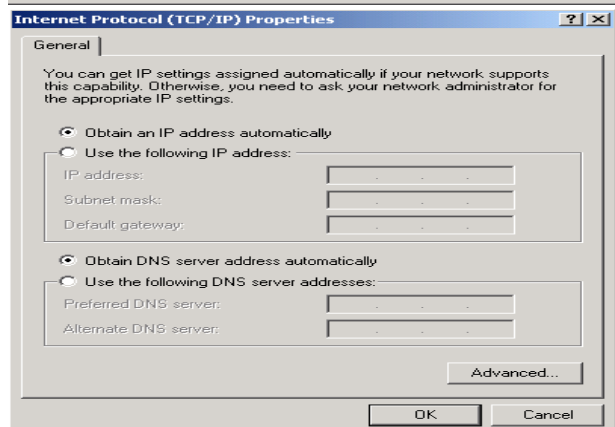 Internet Protocol (TCP/IP) Properties
General
You can get IP settings assigned automatically if your network supports
this capability. Otherwise, you need to ask your network administrator for
the appropriate IP settings.
Obtain an IP address automatically
Use the following IP address:
IP address:
Subnet mask:
Default gateway:
Obtain DNS server address automatically
Use the following DNS server addresses:
Preferred DNS server:
Alternate DNS server:
Advanced...
OK Cancel